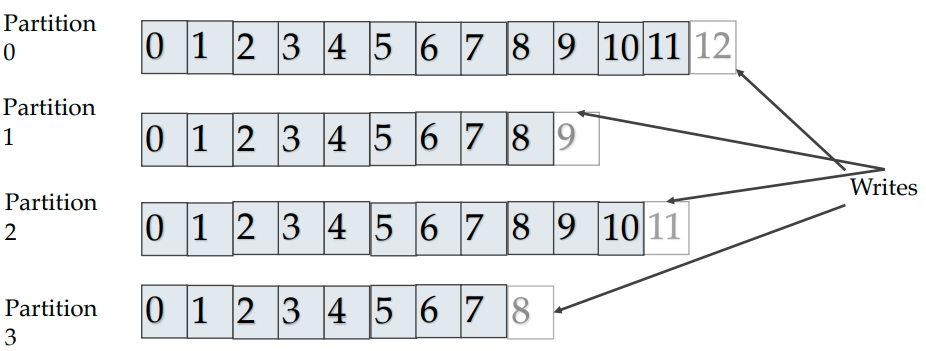 Partition
0
0 1 2 3 4 5 6 7 8 9 10 11 12
Partition
1
0 1 2 3 4 5 6 7 8 9
Partition
2
0 1 2 3 4 5 6 7 8 9 10 11
Writes
Partition
3
0 1 2 3 4 5 6 7 8